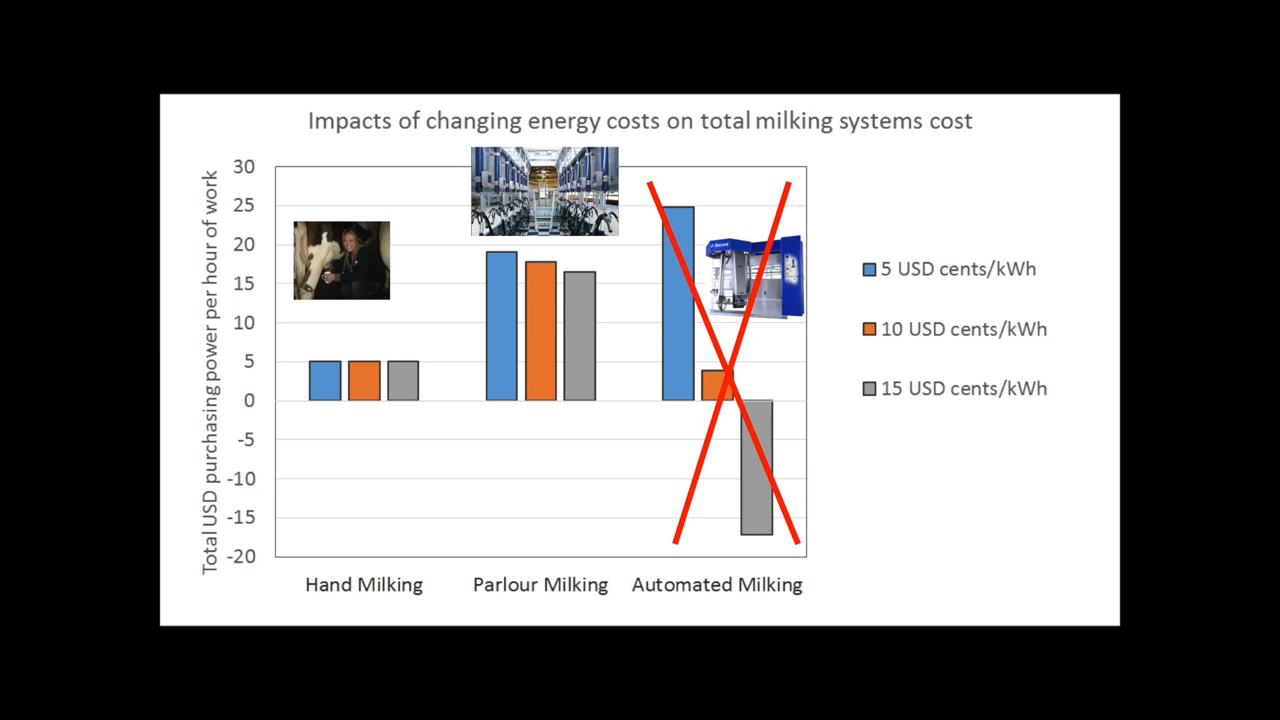 Impacts of changing energy costs on total milking systems cost
Total USD purchasing power per hour of work
30
25
20
15
10
5
0
-5
-10
-15
-20
Hand Milking
Parlour Milking
Automated Milking
5 USD cents/kWh
10 USD cents/kWh
15 USD cents/kWh
DeLaval